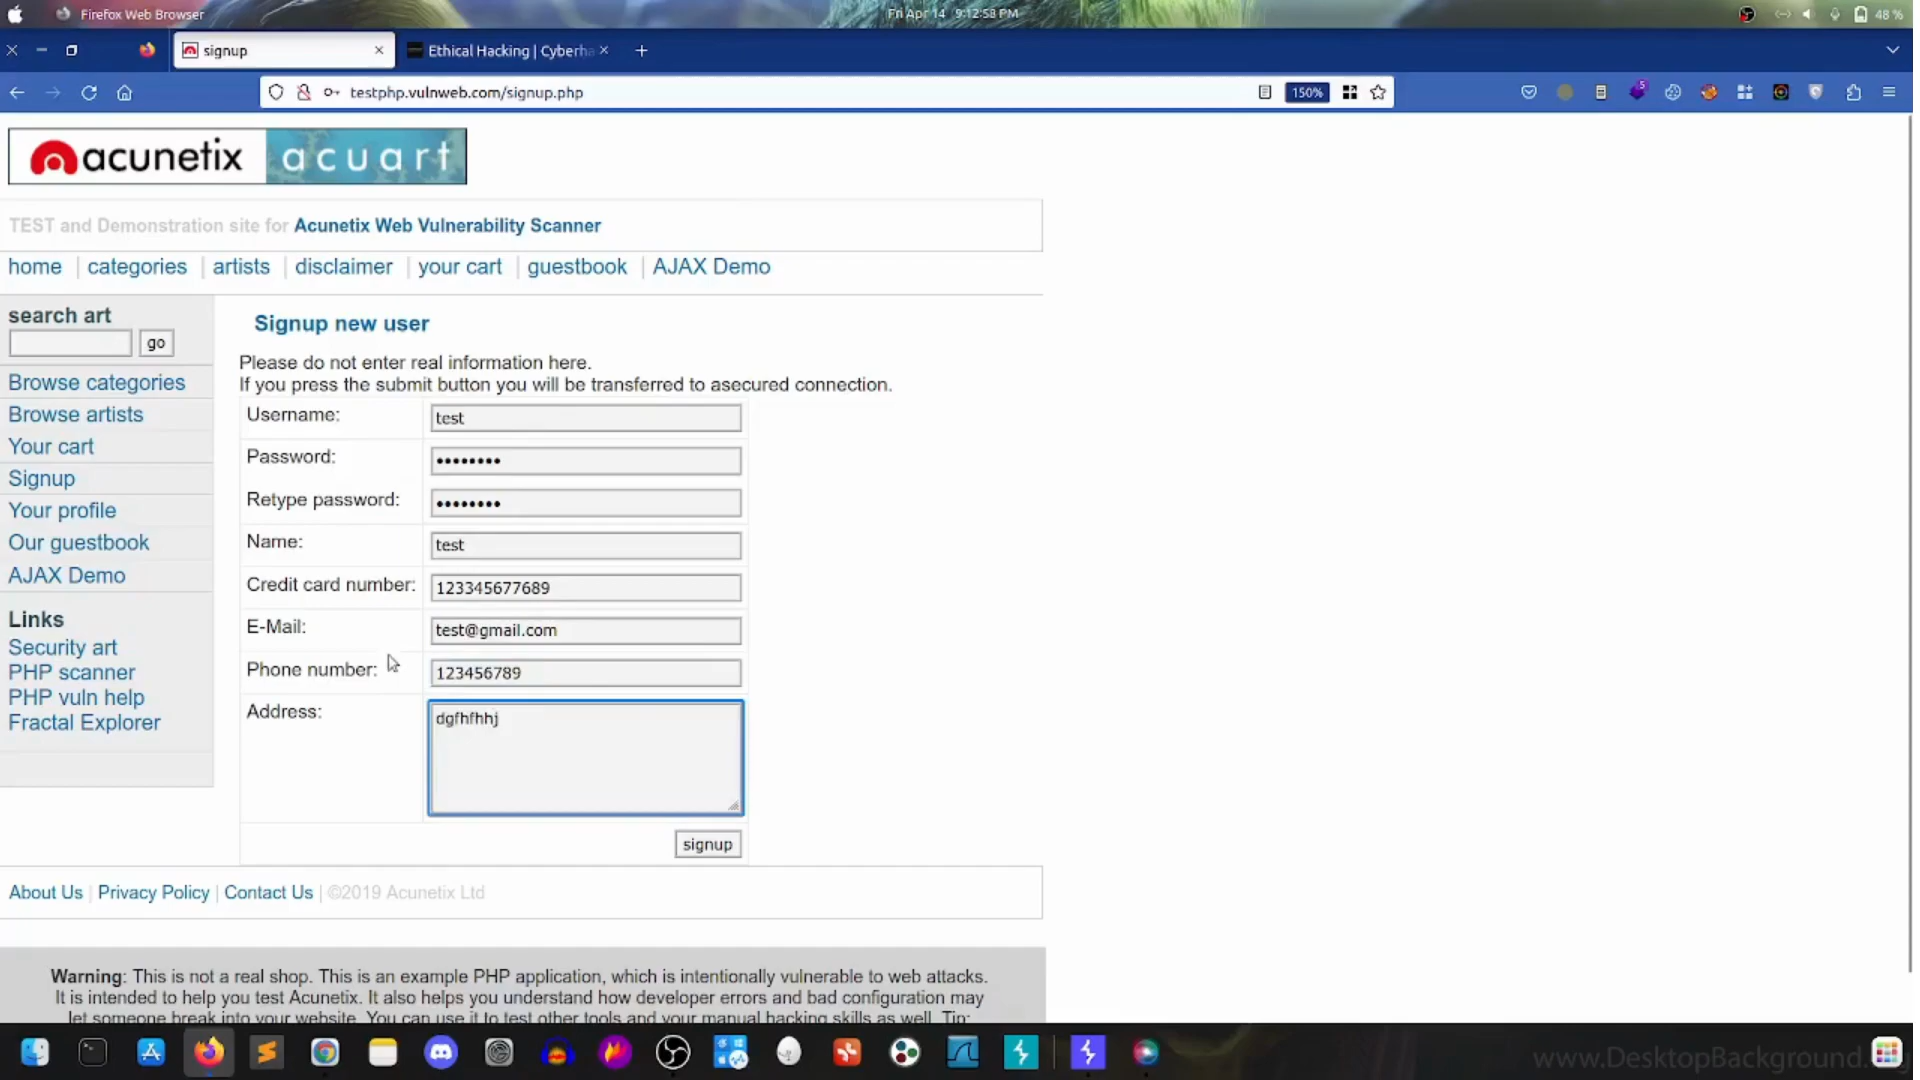 Firefox Web Browser
Fri Apr 14 9:12:58 PM
48 %
signup
Ethical Hacking | Cyberha
5
testphp.vulnweb.com/signup.php
150%
acunetix acuart
TEST and Demonstration site for Acunetix Web Vulnerability Scanner
home | categories | artists | disclaimer | your cart | guestbook | AJAX Demo
search art
go
Browse categories
Browse artists
Your cart
Signup
Your profile
Our guestbook
AJAX Demo
Links
Security art
PHP scanner
PHP vuln help
Fractal Explorer
Signup new user
Please do not enter real information here.
If you press the submit button you will be transferred to asecured connection.
Username: test
Password: ••••••••
Retype password: ••••••••
Name: test
Credit card number: 123345677689
E-Mail: test@gmail.com
Phone number: 123456789
Address: dgfhfhhj
signup
About Us | Privacy Policy | Contact Us | ©2019 Acunetix Ltd
Warning: This is not a real shop. This is an example PHP application, which is intentionally vulnerable to web attacks.
It is intended to help you test Acunetix. It also helps you understand how developer errors and bad configuration may
let someone break into your website. You can use it to test other tools and your manual hacking skills as well. Tip:
www.DesktopBackground.